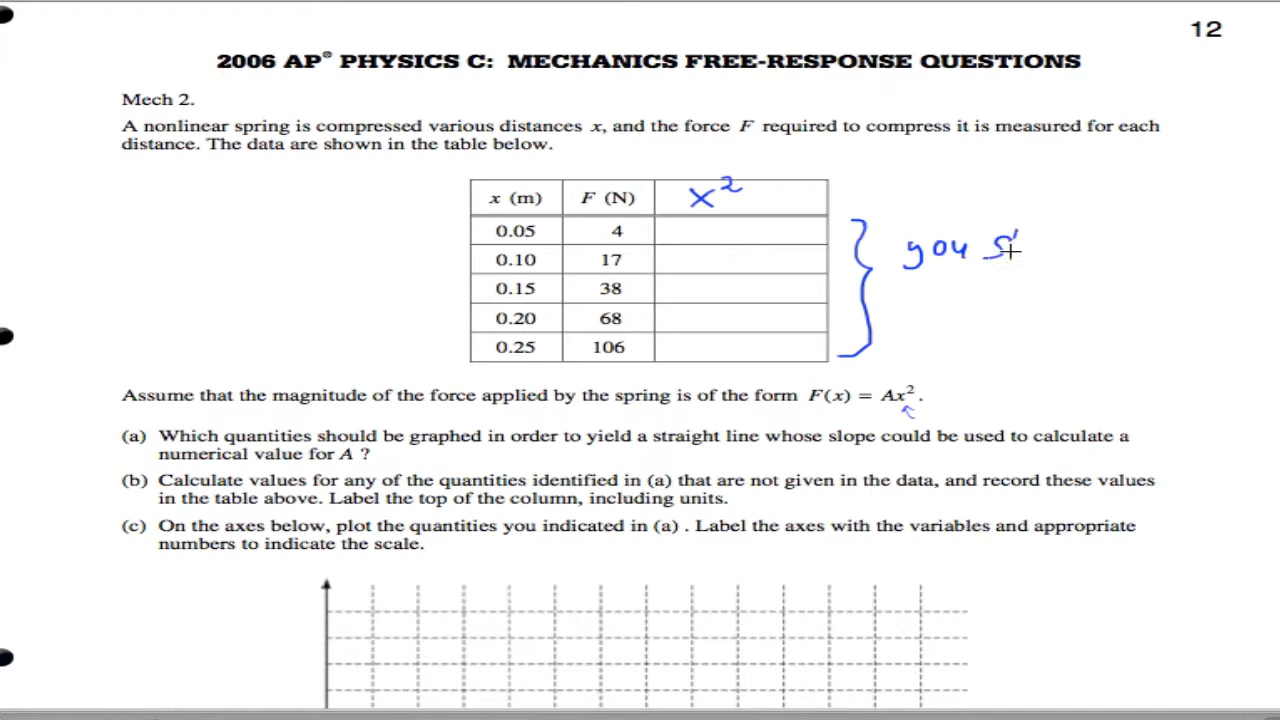 12
2006 AP® PHYSICS C: MECHANICS FREE-RESPONSE QUESTIONS
Mech 2.
A nonlinear spring is compressed various distances x, and the force F required to compress it is measured for each
distance. The data are shown in the table below.
x (m) F (N) x²
0.05 4
0.10 17
0.15 38
0.20 68
0.25 106
you
Assume that the magnitude of the force applied by the spring is of the form F(x) = Ax².
(a) Which quantities should be graphed in order to yield a straight line whose slope could be used to calculate a
numerical value for A ?
(b) Calculate values for any of the quantities identified in (a) that are not given in the data, and record these values
in the table above. Label the top of the column, including units.
(c) On the axes below, plot the quantities you indicated in (a) . Label the axes with the variables and appropriate
numbers to indicate the scale.